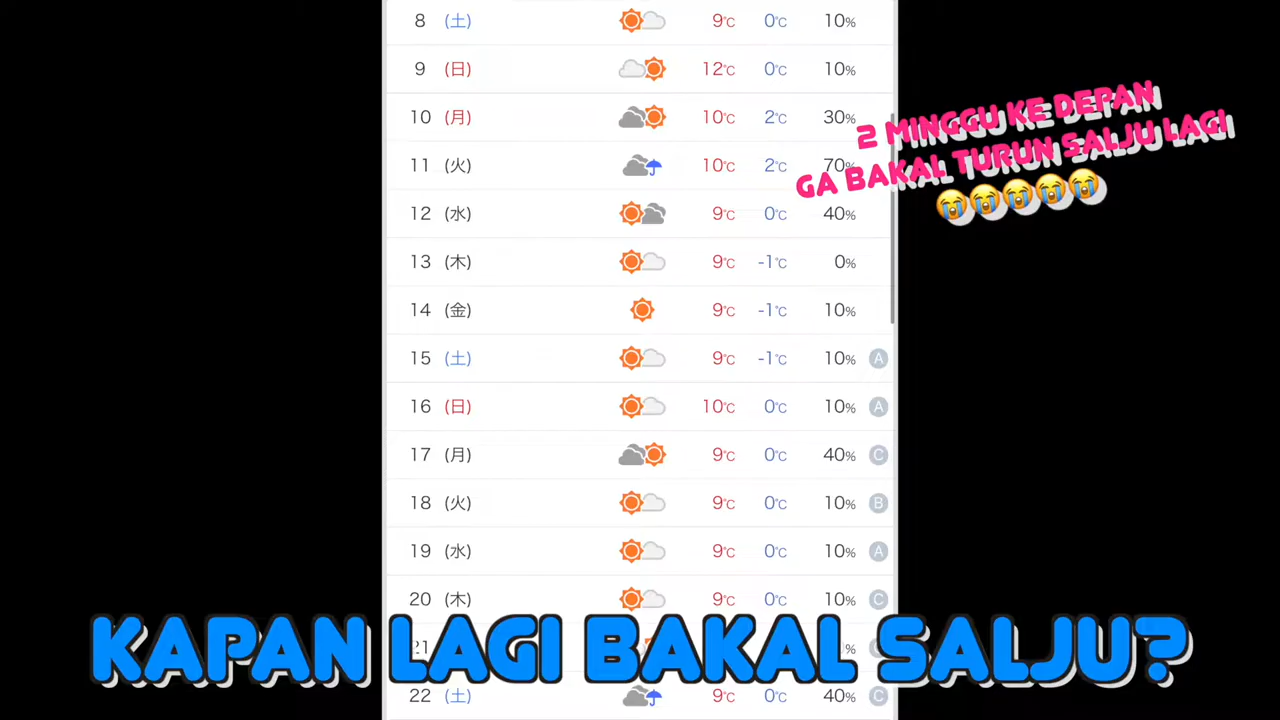 8 (土) 9℃ 0℃ 10%
9 (日) 12℃ 0℃ 10%
10 (月) 10℃ 2℃ 30%
11 (火) 10℃ 2℃ 70%
12 (水) 9℃ 0℃ 40%
13 (木) 9℃ -1℃ 0%
14 (金) 9℃ -1℃ 10%
15 (土) 9℃ -1℃ 10% A
16 (日) 10℃ 0℃ 10% A
17 (月) 9℃ 0℃ 40% C
18 (火) 9℃ 0℃ 10% B
19 (水) 9℃ 0℃ 10% A
20 (木) 9℃ 0℃ 10% C
21
22 (土) 9℃ 0℃ 40% C
2 MINGGU KE DEPAN
GA BAKAL TURUN SALJU LAGI
😭😭😭😭😭
KAPAN LAGI BAKAL SALJU?